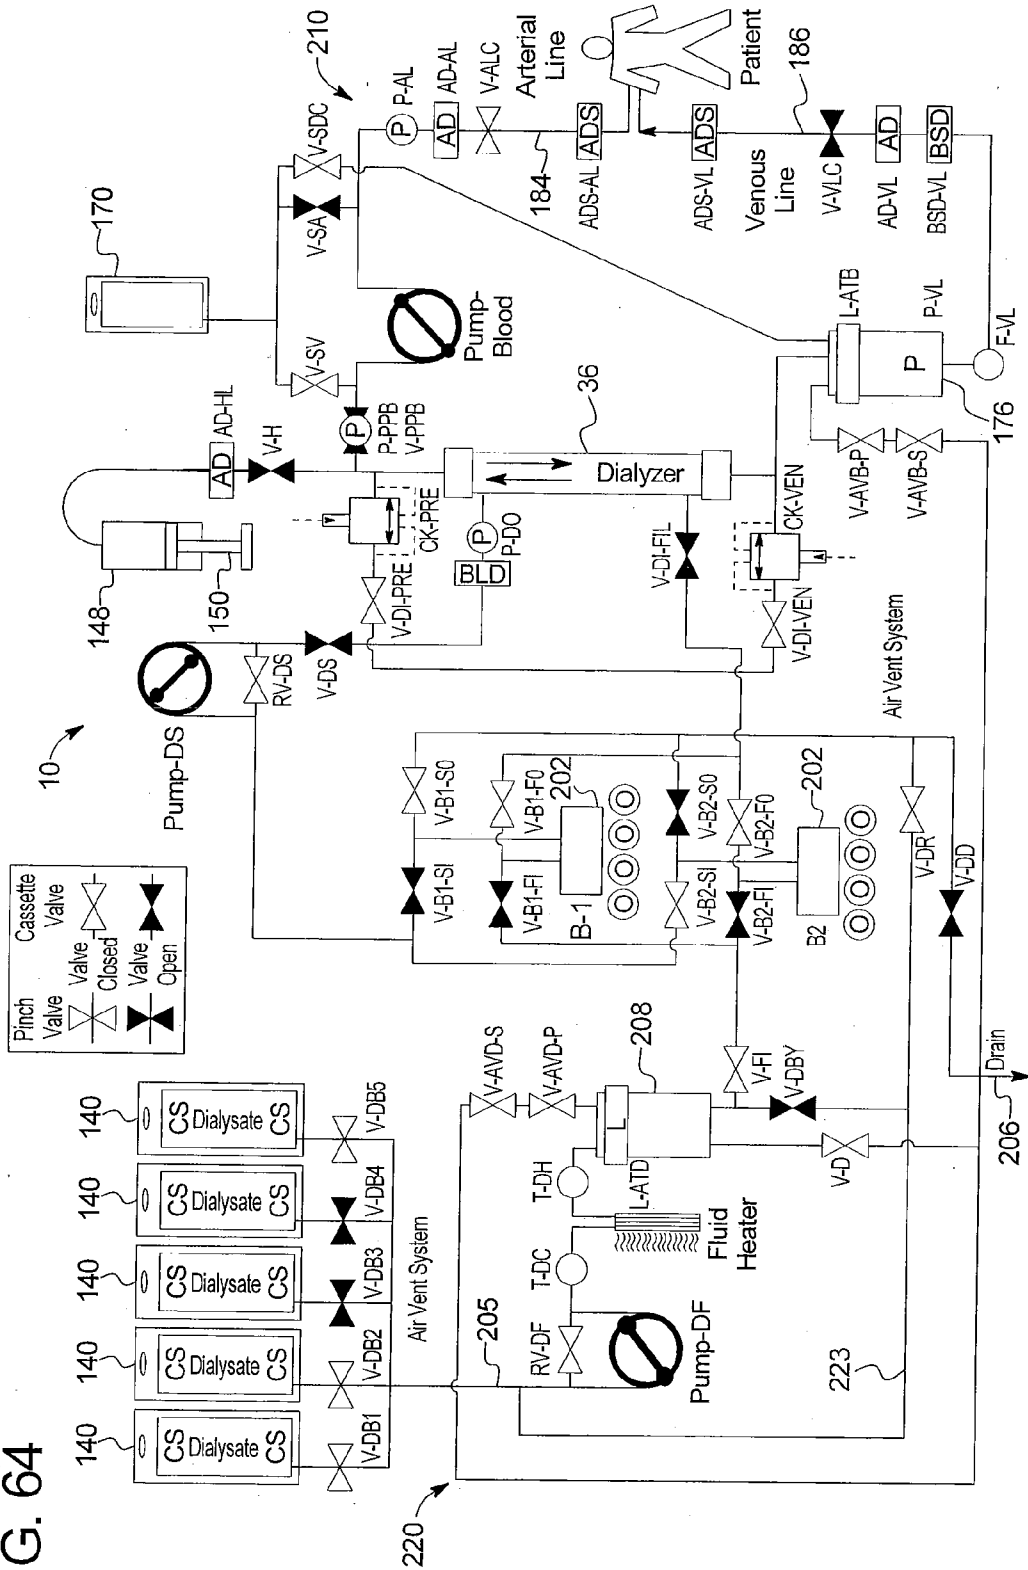 G. 64
10
210
170
148
150
Pinch
Valve
Cassette
Valve
Valve
Closed
Valve
Open
140
140
140
140
140
CS
Dialysate
CS
CS
Dialysate
CS
CS
Dialysate
CS
CS
Dialysate
CS
CS
Dialysate
CS
V-DB1
V-DB2
V-DB3
V-DB4
V-DB5
Air Vent System
205
220
223
RV-DF
Pump-DF
T-DC
T-DH
Fluid
Heater
L-ATD
L
208
V-AVD-S
V-AVD-P
V-FI
V-DBY
V-D
Drain
206
V-DD
V-DR
Pump-DS
RV-DS
V-DS
V-B1-SI
V-B1-S0
V-B1-FI
V-B1-F0
B-1
202
V-B2-SI
V-B2-S0
V-B2-FI
V-B2-F0
B2
202
Air Vent System
AD
AD-HL
V-H
CK-PRE
V-DI-PRE
BLD
P
P-DO
V-DI-FIL
V-DI-VEN
CK-VEN
Dialyzer
36
P
P-PPB
V-PPB
V-SV
V-SA
V-SDC
Pump-
Blood
P
P-AL
AD
AD-AL
V-ALC
Arterial
Line
184
ADS
ADS-AL
Patient
ADS
ADS-VL
Venous
Line
186
V-VLC
AD
AD-VL
BSD
BSD-VL
L-ATB
P
P-VL
F-VL
176
V-AVB-P
V-AVB-S